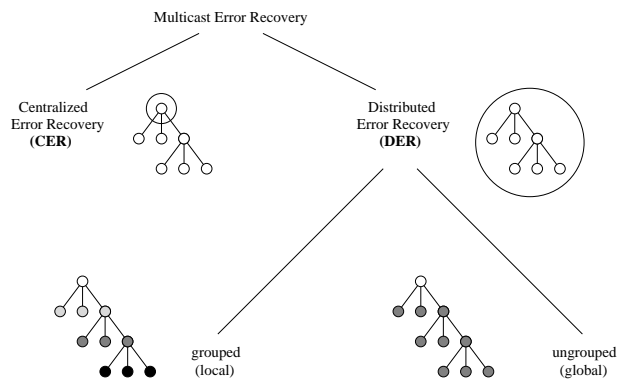 Multicast Error Recovery
Centralized
Error Recovery
(CER)
Distributed
Error Recovery
(DER)
grouped
(local)
ungrouped
(global)